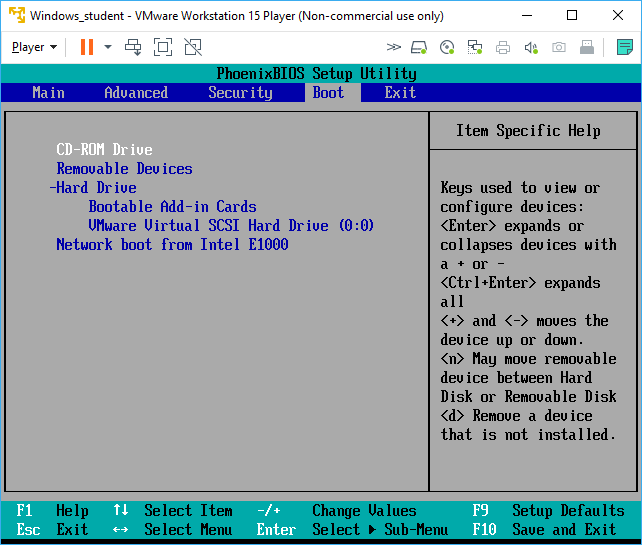 Windows_student - VMware Workstation 15 Player (Non-commercial use only)
Player
PhoenixBIOS Setup Utility
Main Advanced Security Boot Exit
CD-ROM Drive
Removable Devices
-Hard Drive
Bootable Add-in Cards
VMware Virtual SCSI Hard Drive (0:0)
Network boot from Intel E1000
Item Specific Help
Keys used to view or
configure devices:
<Enter> expands or
collapses devices with
a + or -
<Ctrl+Enter> expands
all
<+> and <-> moves the
device up or down.
<n> May move removable
device between Hard
Disk or Removable Disk
<d> Remove a device
that is not installed.
F1 Help ↑↓ Select Item -/+ Change Values F9 Setup Defaults
Esc Exit ↔ Select Menu Enter Select ▶ Sub-Menu F10 Save and Exit